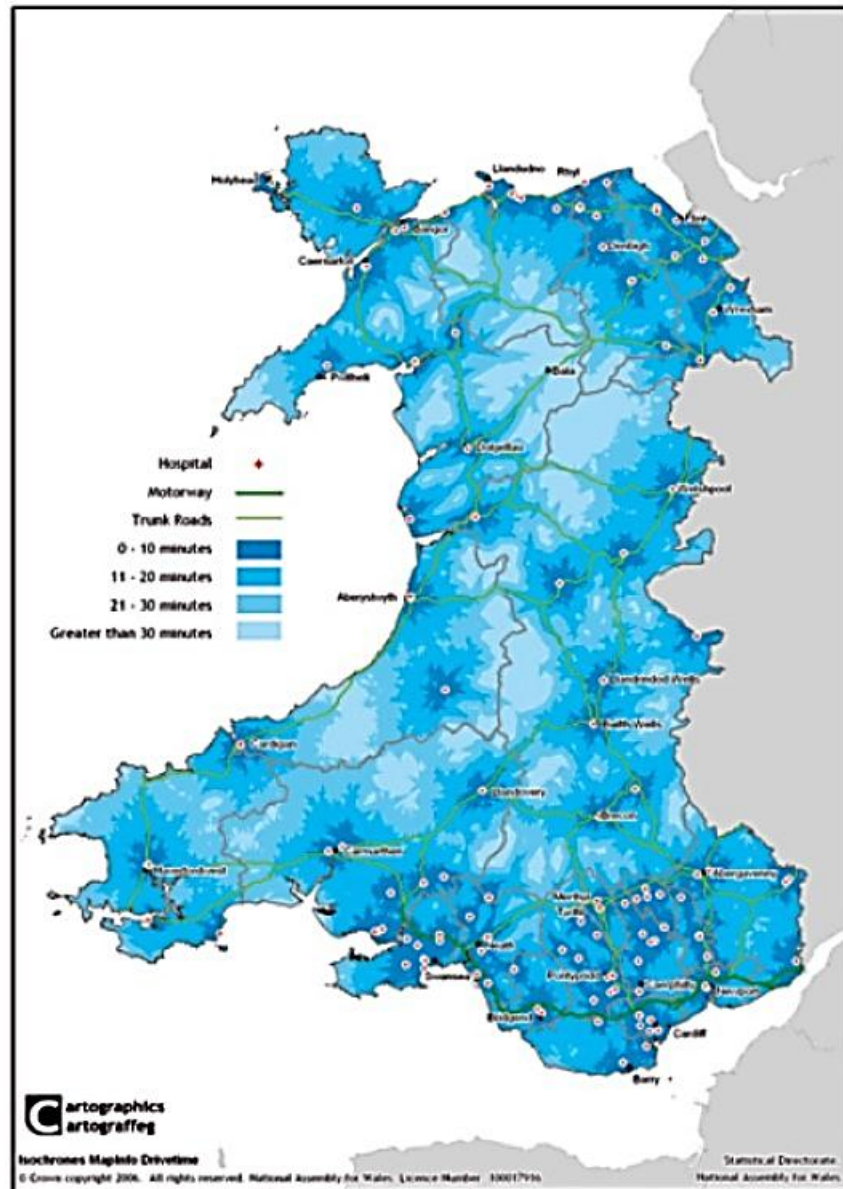 Llandudno
Rhyl
Holyhead
Flint
Bangor
Denbigh
Caernarfon
Wrexham
Pwllheli
Bala
Dolgellau
Welshpool
Hospital
Motorway
Trunk Roads
0 - 10 minutes
11 - 20 minutes
21 - 30 minutes
Greater than 30 minutes
Aberystwyth
Llandrindod Wells
Builth Wells
Cardigan
Llandovery
Brecon
Carmarthen
Haverfordwest
Abergavenny
Merthyr
Tydfil
Neath
Swansea
Pontypridd
Caerphilly
Newport
Bridgend
Cardiff
Barry
C artographics
artograffeg
Isochrones MapInfo Drivetime
© Crown copyright 2006. All rights reserved. National Assembly for Wales. Licence Number: 100017916
Statistical Directorate
National Assembly for Wales